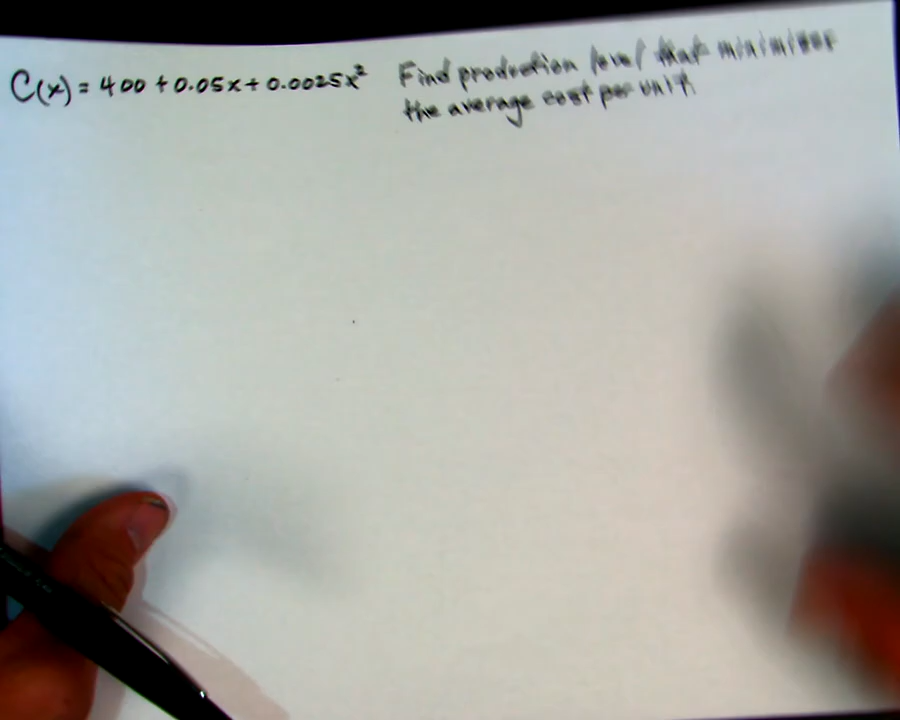 C(x) = 400 + 0.05x + 0.0025x² Find production level that minimizes
the average cost per unit.